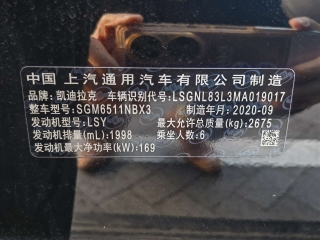 中国 上汽通用汽车有限公司制造
品牌: 凯迪拉克 车辆识别代号: LSGNL83L3MA019017
整车型号: SGM6511NBX3 制造年月: 2020-09
发动机型号: LSY 最大允许总质量(kg): 2675
发动机排量(mL): 1998 乘坐人数: 6
发动机最大净功率(kW): 169